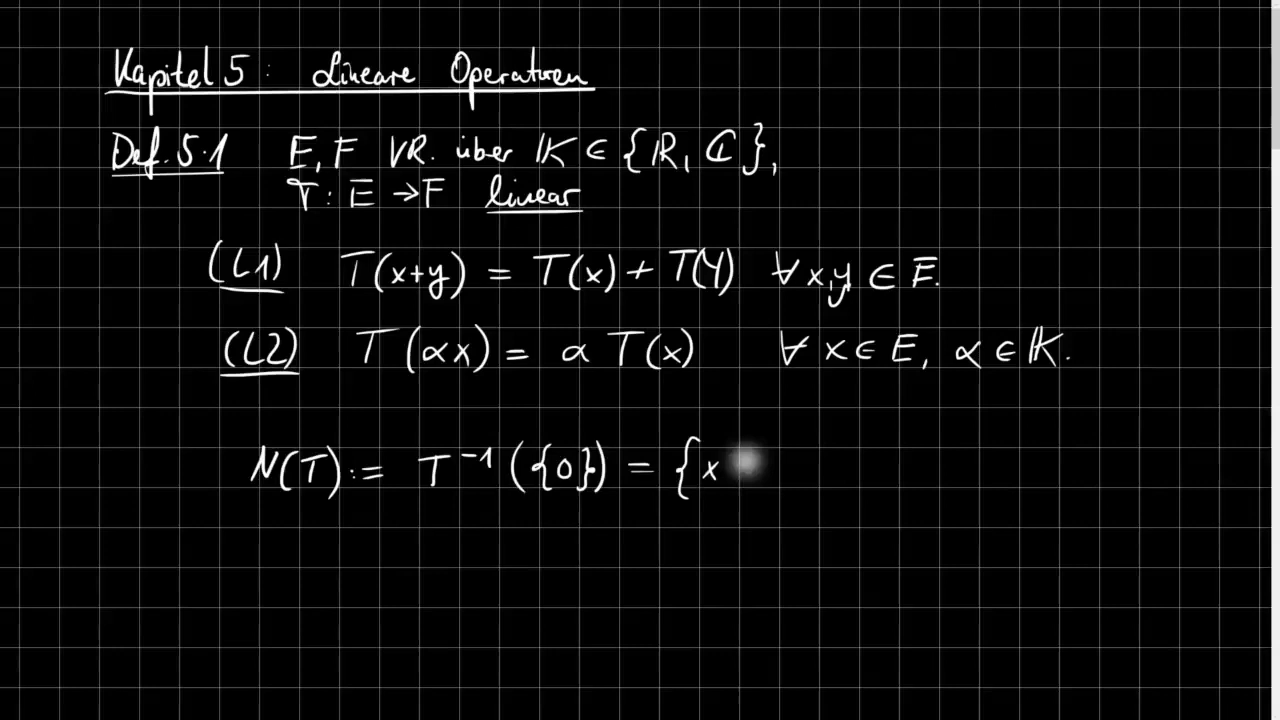 Kapitel 5: Lineare Operatoren
Def. 5.1 E, F VR. über 𝕂 ∈ {ℝ, ℂ},
T : E → F linear
(L1) T(x+y) = T(x) + T(y) ∀ x,y ∈ E.
(L2) T(αx) = α T(x) ∀ x ∈ E, α ∈ 𝕂.
N(T) := T⁻¹({0}) = {x